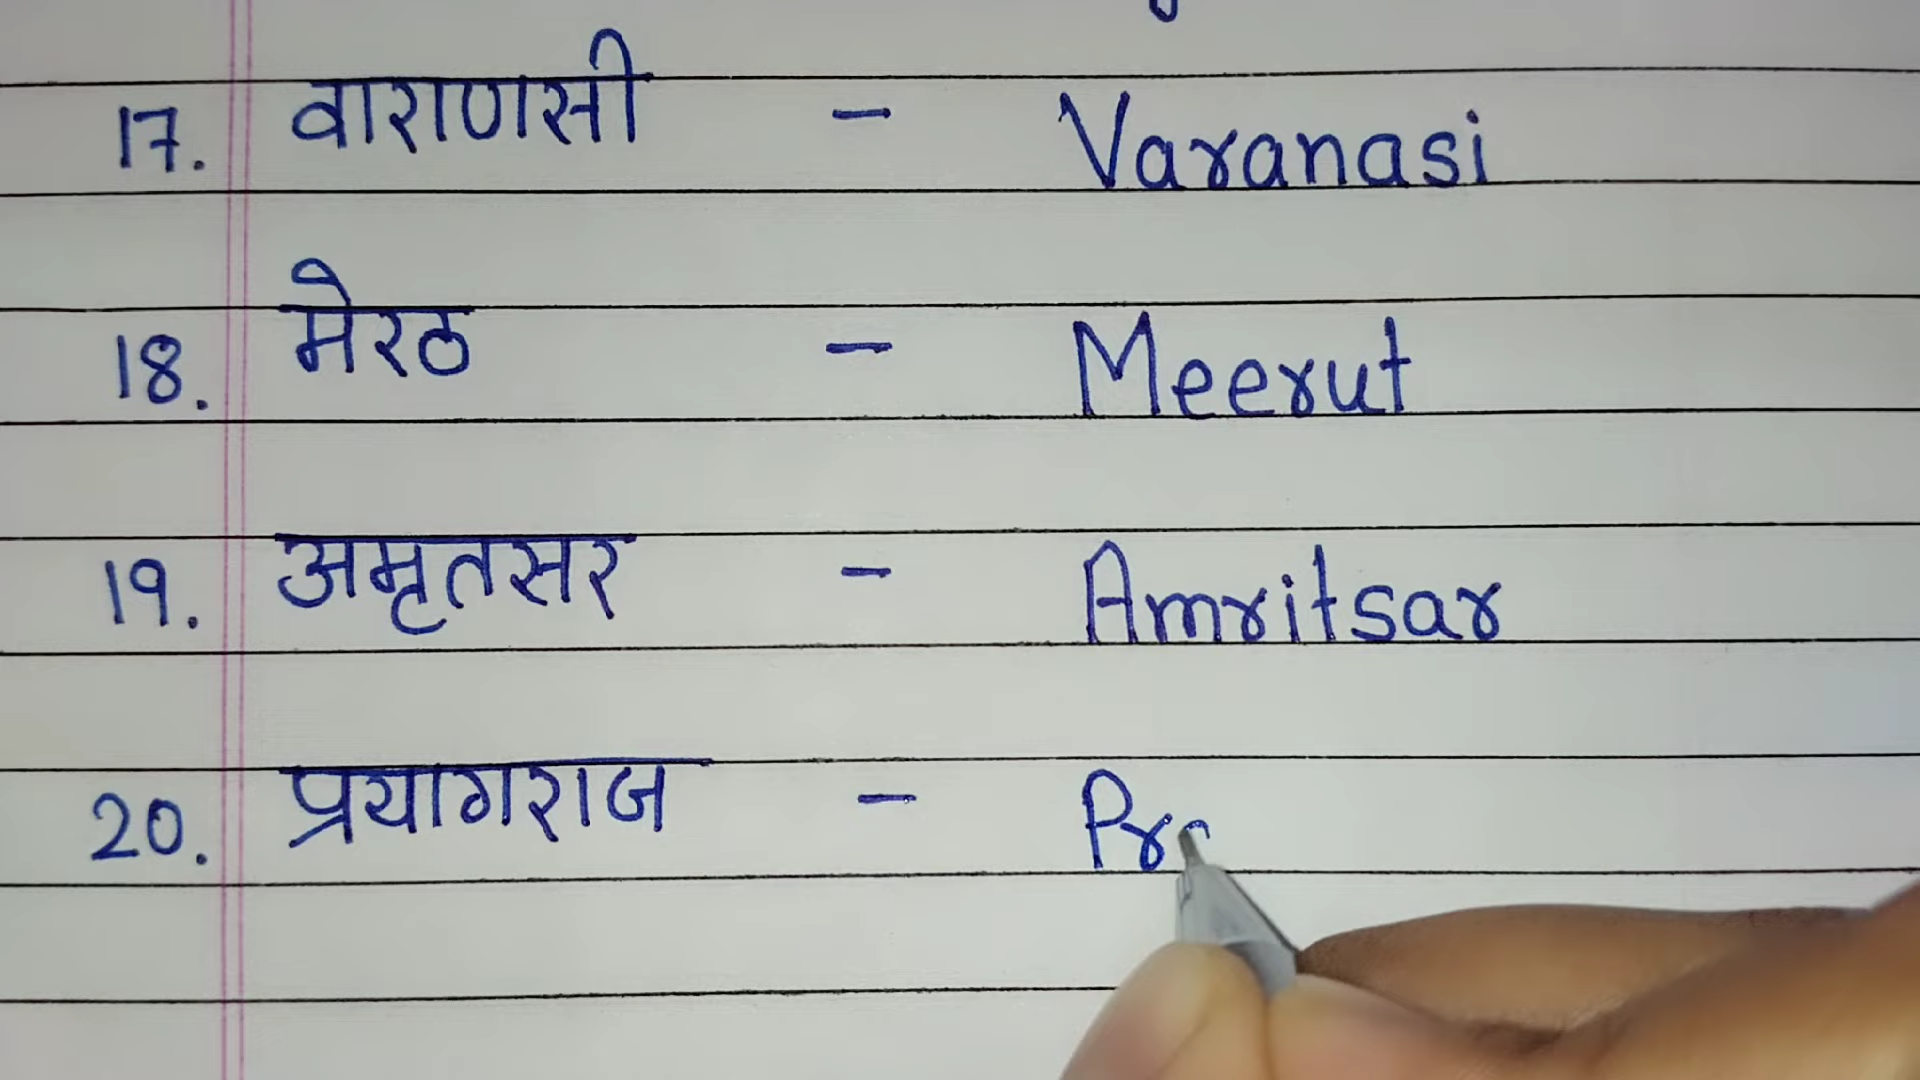 17. वाराणसी - Varanasi
18. मेरठ - Meerut
19. अमृतसर - Amritsar
20. प्रयागराज -